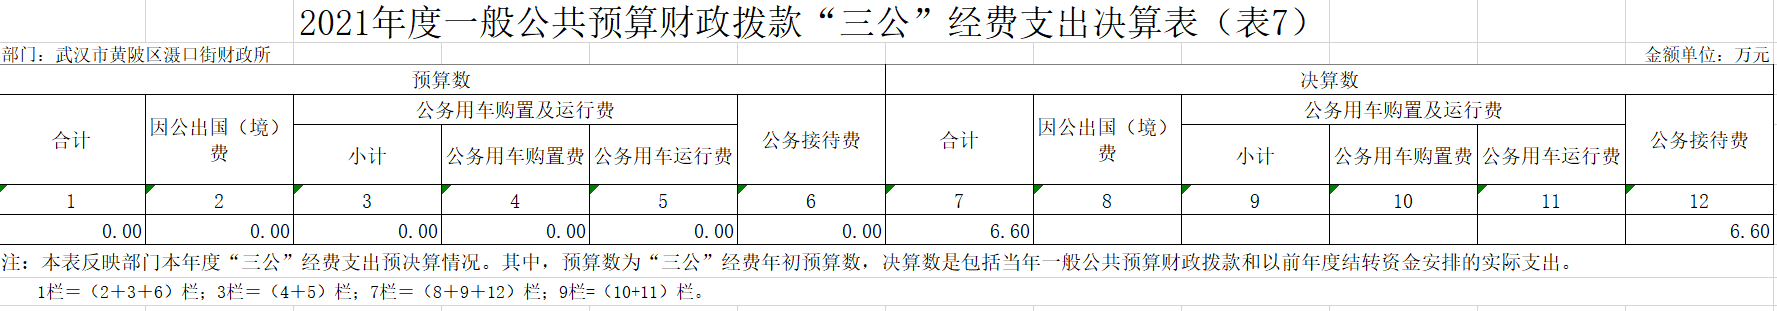 2021年度一般公共预算财政拨款“三公”经费支出决算表（表7）
部门：武汉市黄陂区滠口街财政所 金额单位：万元
预算数 决算数
合计 因公出国（境）费 公务用车购置及运行费 公务接待费 合计 因公出国（境）费 公务用车购置及运行费 公务接待费
小计 公务用车购置费 公务用车运行费 小计 公务用车购置费 公务用车运行费
1 2 3 4 5 6 7 8 9 10 11 12
0.00 0.00 0.00 0.00 0.00 0.00 6.60 6.60
注：本表反映部门本年度“三公”经费支出预决算情况。其中，预算数为“三公”经费年初预算数，决算数是包括当年一般公共预算财政拨款和以前年度结转资金安排的实际支出。
1栏＝（2＋3＋6）栏；3栏＝（4＋5）栏；7栏＝（8＋9＋12）栏；9栏=（10+11）栏。